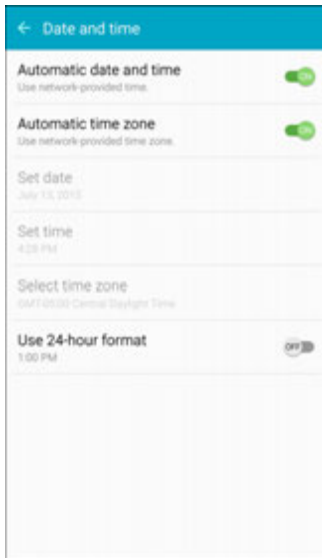 Date and time
Automatic date and time
Use network-provided time.
ON
Automatic time zone
Use network-provided time zone.
ON
Set date
July 13, 2015
Set time
4:28 PM
Select time zone
GMT-05:00 Central Daylight Time
Use 24-hour format
1:00 PM
OFF